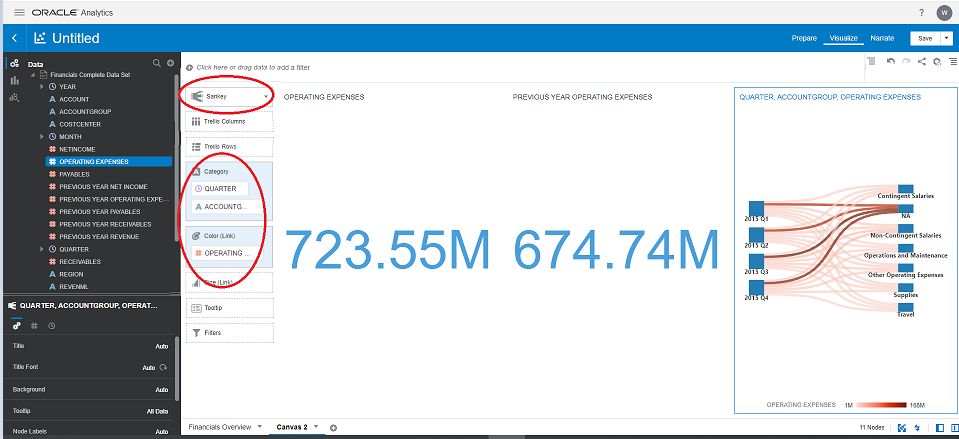 ORACLE Analytics
? W
Untitled
Prepare Visualize Narrate Save
Data
Financials Complete Data Set
YEAR
ACCOUNT
ACCOUNTGROUP
COSTCENTER
MONTH
NETINCOME
OPERATING EXPENSES
PAYABLES
PREVIOUS YEAR NET INCOME
PREVIOUS YEAR OPERATING EXPE...
PREVIOUS YEAR PAYABLES
PREVIOUS YEAR RECEIVABLES
PREVIOUS YEAR REVENUE
QUARTER
RECEIVABLES
REGION
REVENML
QUARTER, ACCOUNTGROUP, OPERAT...
Title Auto
Title Font Auto
Background Auto
Tooltip All Data
Node Labels Auto
Click here or drag data to add a filter
Sankey
Trellis Columns
Trellis Rows
Category
QUARTER
ACCOUNTG...
Color (Link)
OPERATING ...
Size (Link)
Tooltip
Filters
OPERATING EXPENSES
723.55M
PREVIOUS YEAR OPERATING EXPENSES
674.74M
QUARTER, ACCOUNTGROUP, OPERATING EXPENSES
2015 Q1
2015 Q2
2015 Q3
2015 Q4
Contingent Salaries
NA
Non-Contingent Salaries
Operations and Maintenance
Other Operating Expenses
Supplies
Travel
OPERATING EXPENSES 1M 166M
Financials Overview Canvas 2
11 Nodes